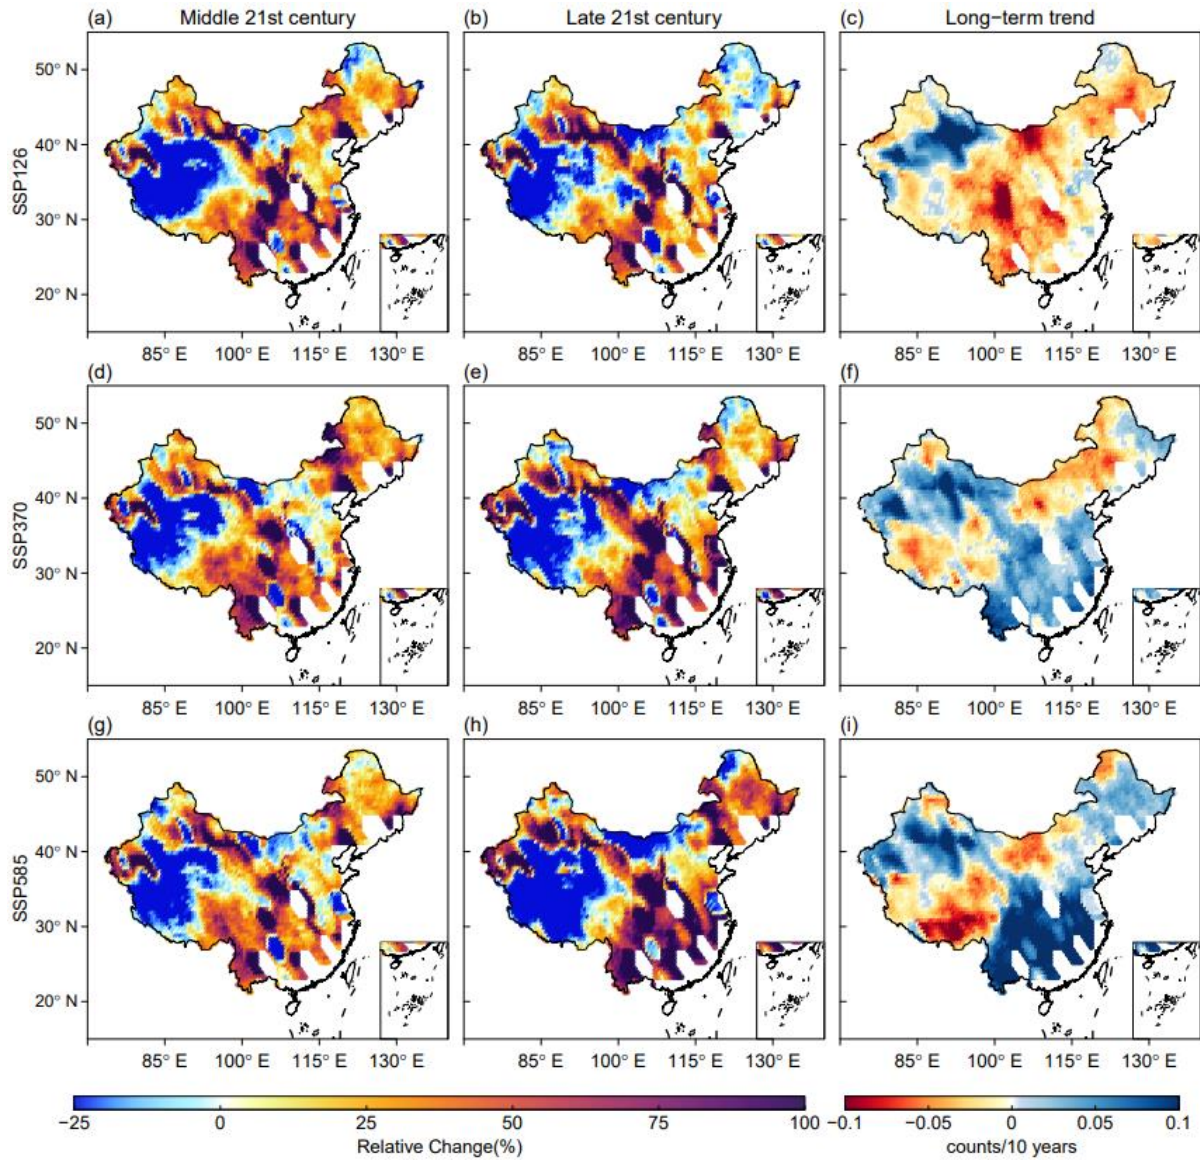 (a) Middle 21st century (b) Late 21st century (c) Long−term trend
50° N
40° N
SSP126
30° N
20° N
85° E 100° E 115° E 130° E 85° E 100° E 115° E 130° E 85° E 100° E 115° E 130° E
(d) (e) (f)
50° N
40° N
SSP370
30° N
20° N
85° E 100° E 115° E 130° E 85° E 100° E 115° E 130° E 85° E 100° E 115° E 130° E
(g) (h) (i)
50° N
40° N
SSP585
30° N
20° N
85° E 100° E 115° E 130° E 85° E 100° E 115° E 130° E 85° E 100° E 115° E 130° E
−25 0 25 50 75 100 −0.1 −0.05 0 0.05 0.1
Relative Change(%) counts/10 years